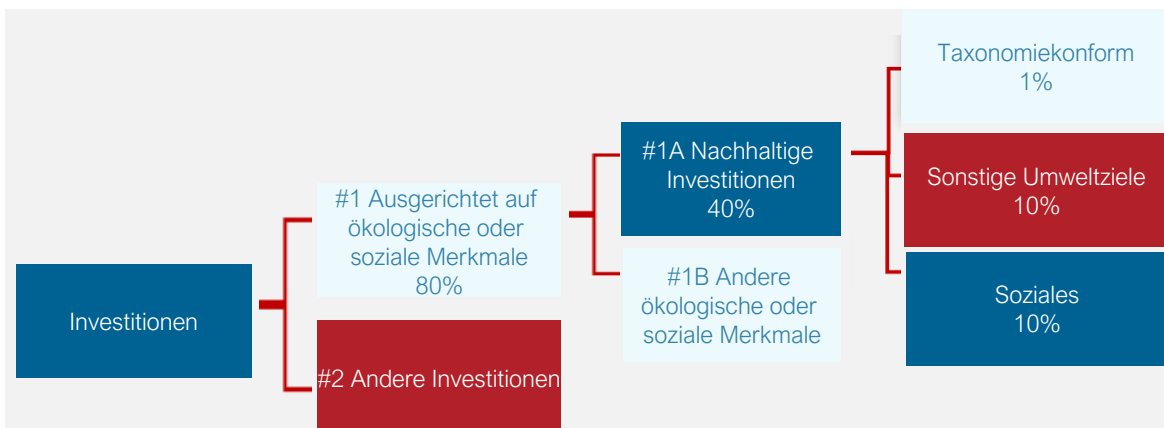 Investitionen
#1 Ausgerichtet auf
ökologische oder
soziale Merkmale
80%
#2 Andere Investitionen
#1A Nachhaltige
Investitionen
40%
#1B Andere
ökologische oder
soziale Merkmale
Taxonomiekonform
1%
Sonstige Umweltziele
10%
Soziales
10%